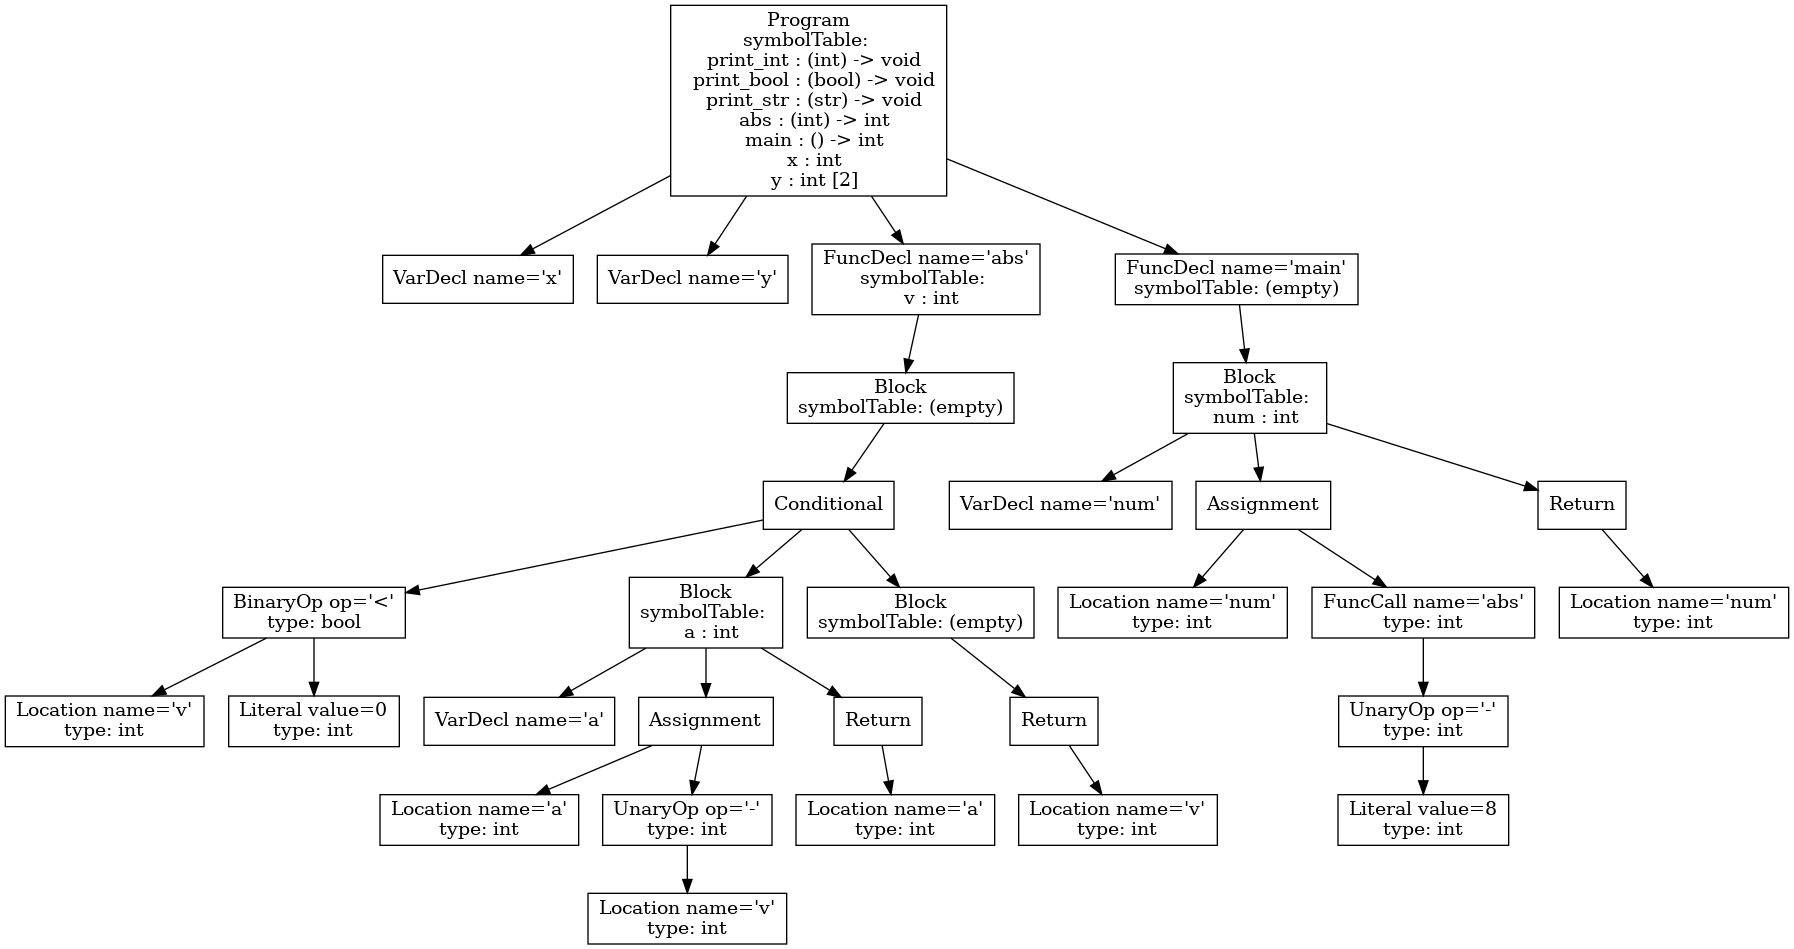 Program
symbolTable:
print_int : (int) -> void
print_bool : (bool) -> void
print_str : (str) -> void
abs : (int) -> int
main : () -> int
x : int
y : int [2]
VarDecl name='x'
VarDecl name='y'
FuncDecl name='abs'
symbolTable:
v : int
FuncDecl name='main'
symbolTable: (empty)
Block
symbolTable: (empty)
Block
symbolTable:
num : int
Conditional
VarDecl name='num'
Assignment
Return
BinaryOp op='<'
type: bool
Block
symbolTable:
a : int
Block
symbolTable: (empty)
Location name='num'
type: int
FuncCall name='abs'
type: int
Location name='num'
type: int
Location name='v'
type: int
Literal value=0
type: int
VarDecl name='a'
Assignment
Return
Return
UnaryOp op='-'
type: int
Location name='a'
type: int
UnaryOp op='-'
type: int
Location name='a'
type: int
Location name='v'
type: int
Literal value=8
type: int
Location name='v'
type: int